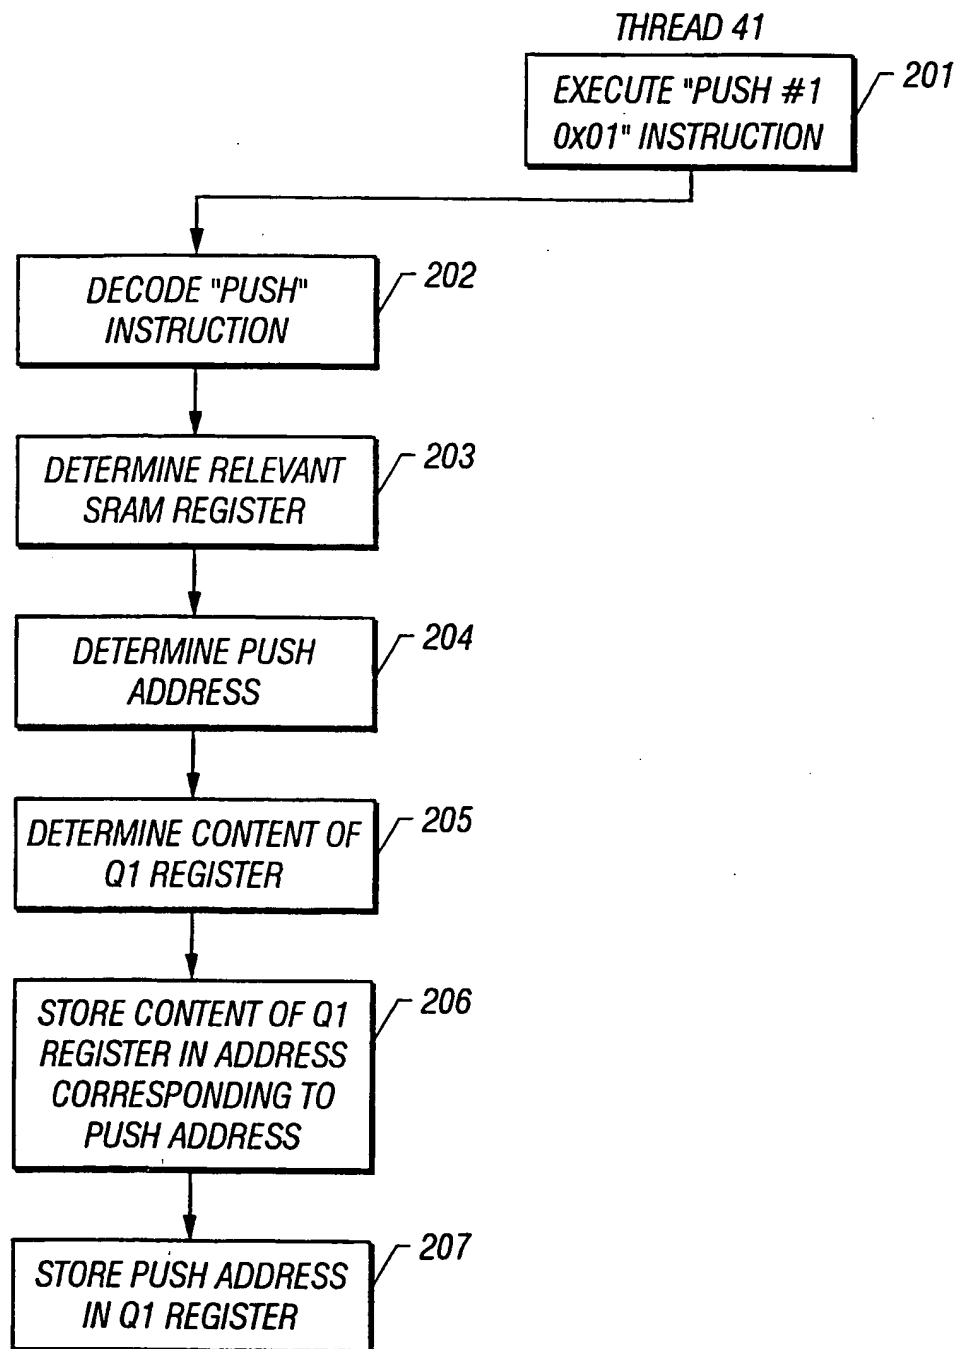 THREAD 41
EXECUTE "PUSH #1
0x01" INSTRUCTION
201
DECODE "PUSH"
INSTRUCTION
202
DETERMINE RELEVANT
SRAM REGISTER
203
DETERMINE PUSH
ADDRESS
204
DETERMINE CONTENT OF
Q1 REGISTER
205
STORE CONTENT OF Q1
REGISTER IN ADDRESS
CORRESPONDING TO
PUSH ADDRESS
206
STORE PUSH ADDRESS
IN Q1 REGISTER
207